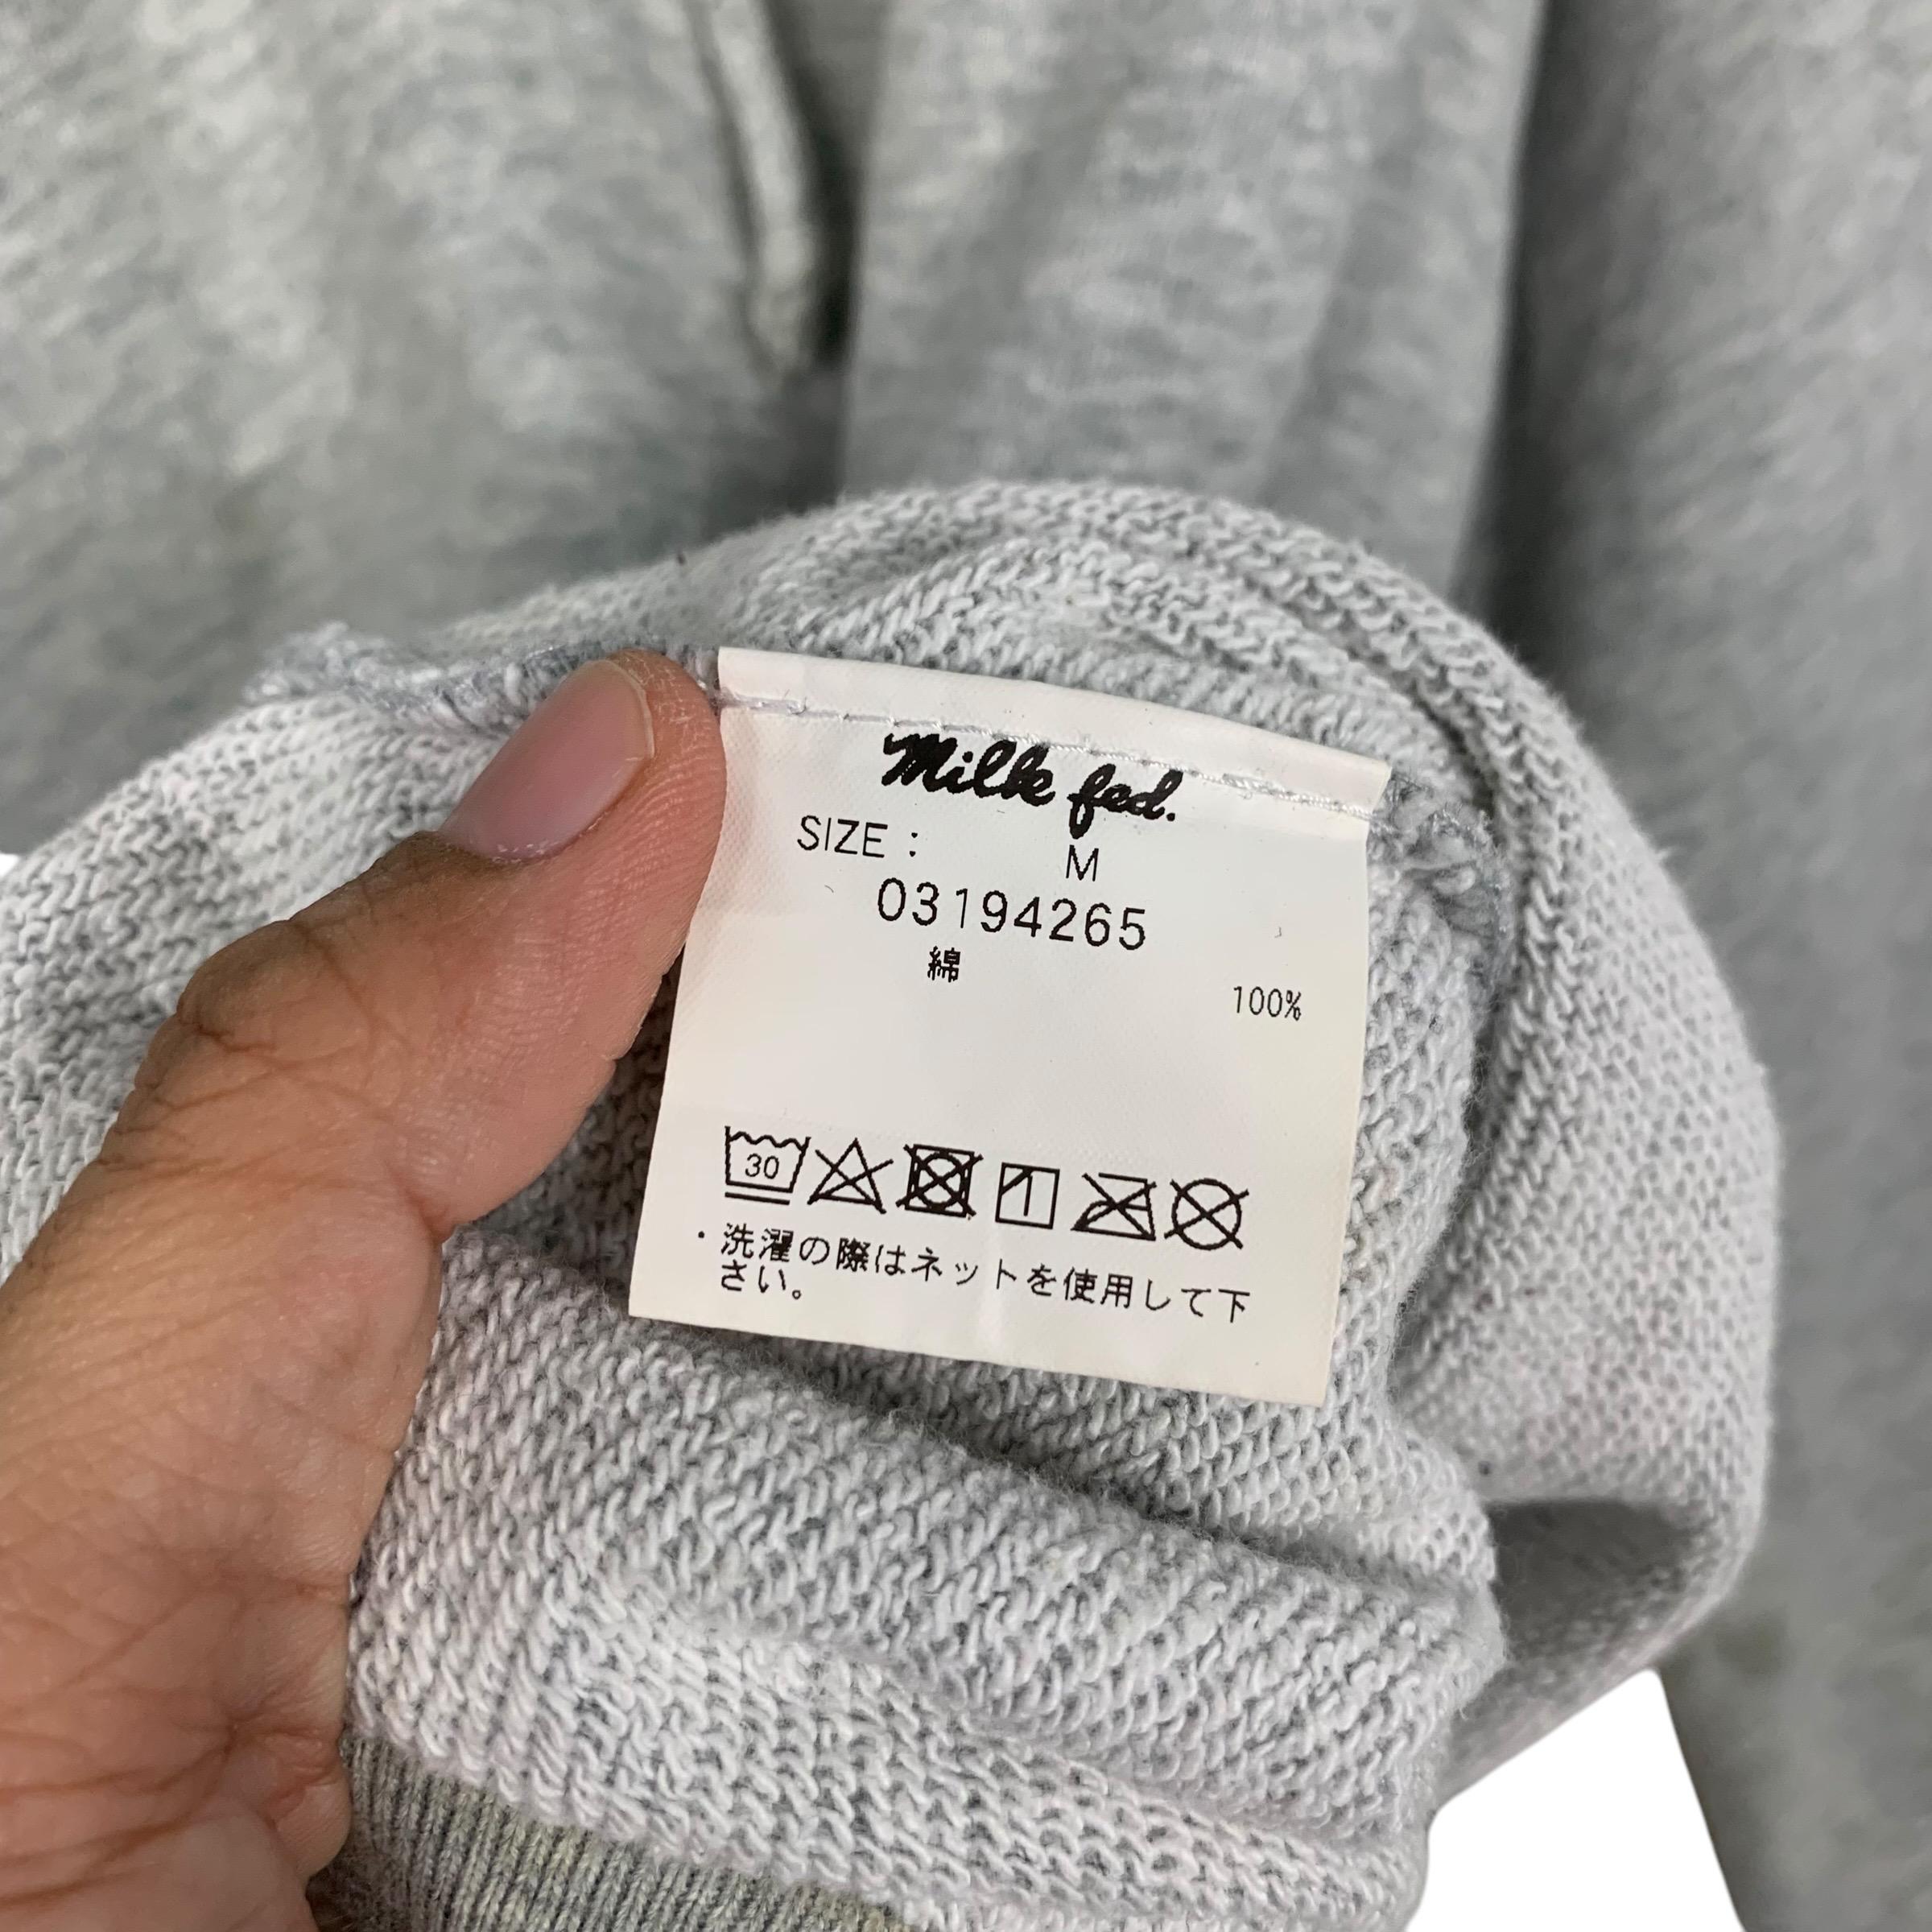 Milk fed.
SIZE : M
03194265
綿 100%
30
・洗濯の際はネットを使用して下
さい。